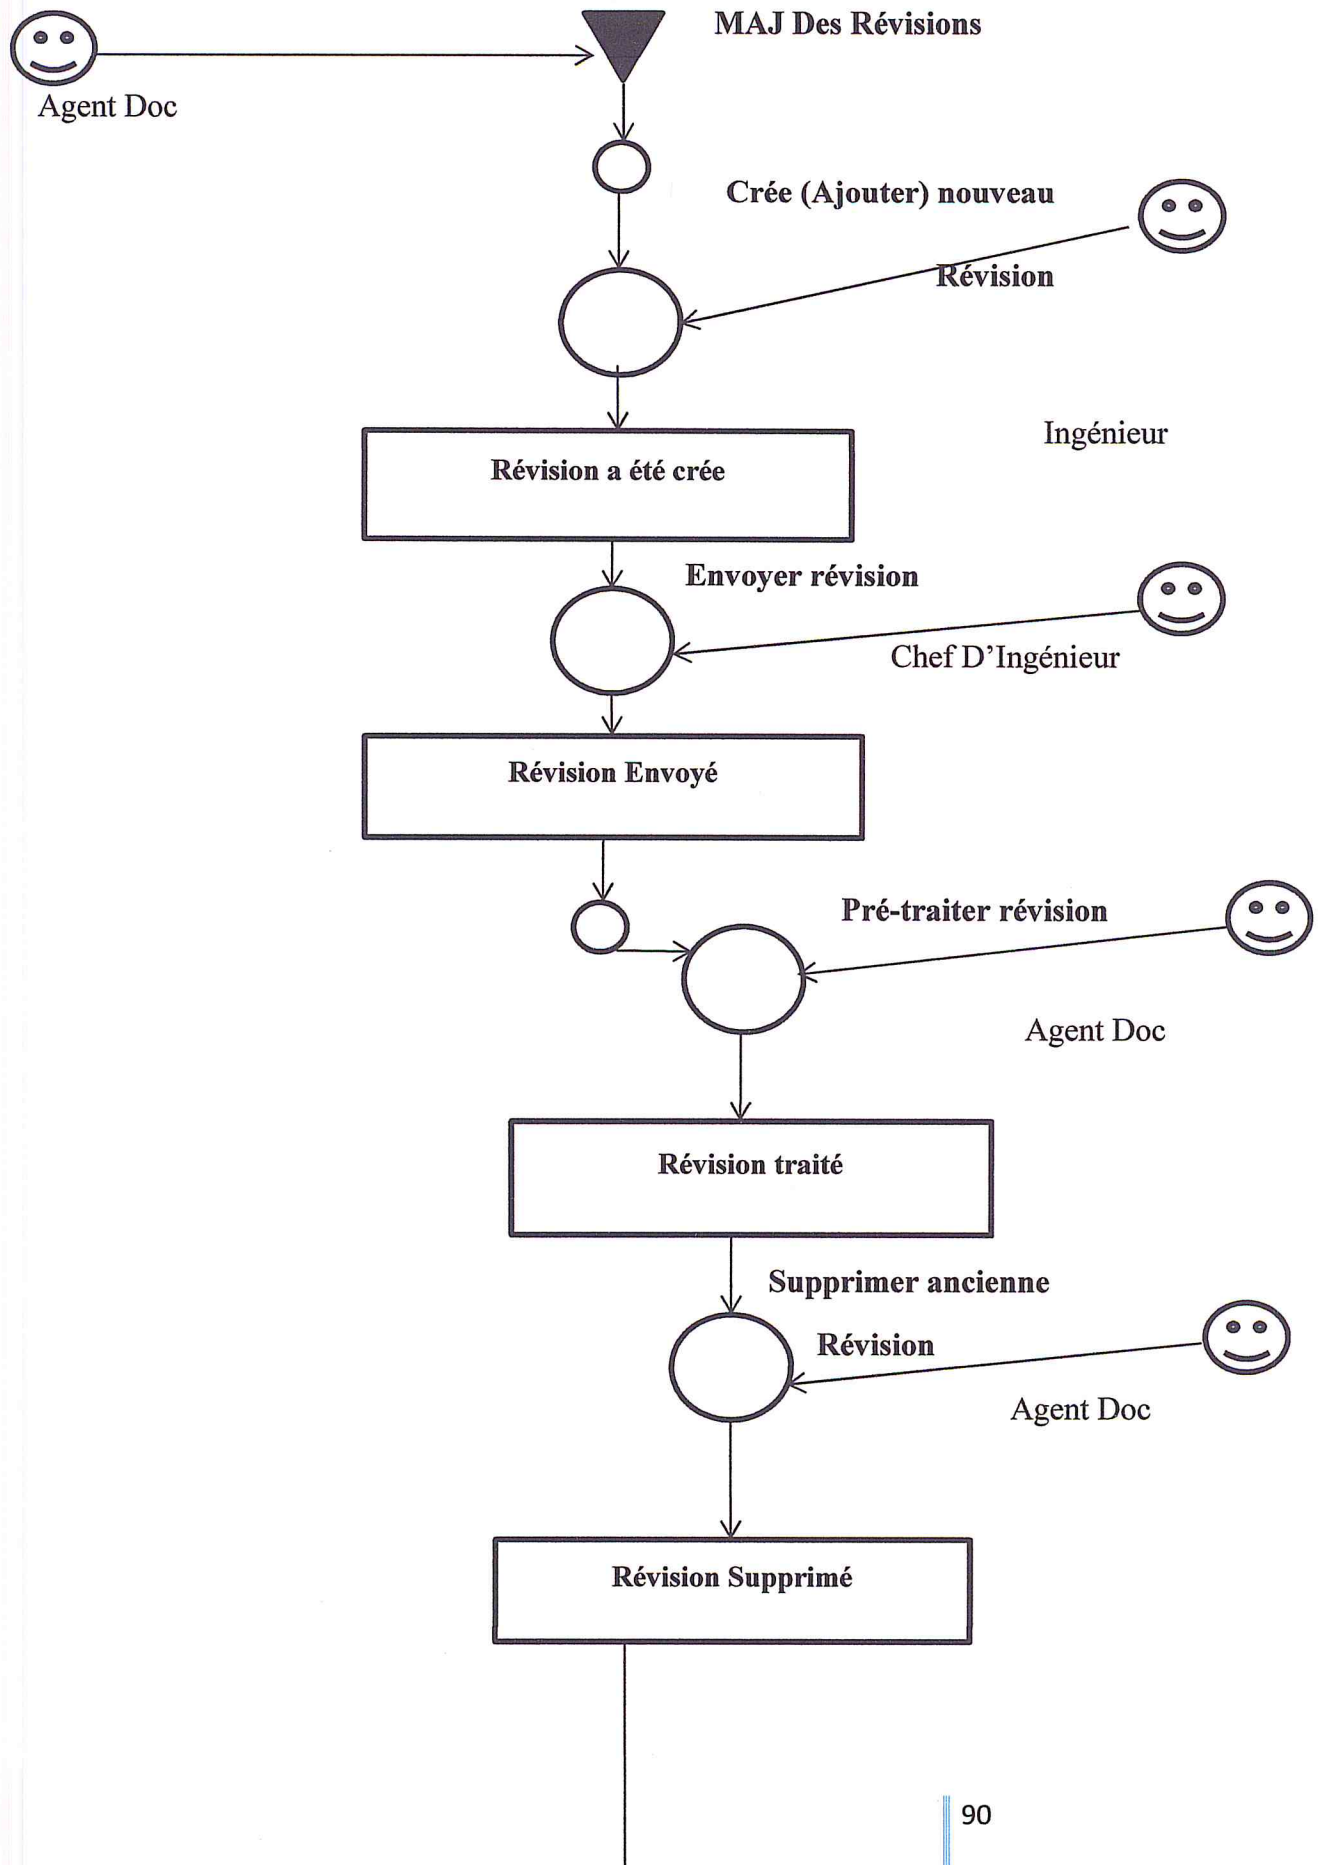 MAJ Des Révisions
Agent Doc
Crée (Ajouter) nouveau
Révision
Ingénieur
Révision a été crée
Envoyer révision
Chef D'Ingénieur
Révision Envoyé
Pré-traiter révision
Agent Doc
Révision traité
Supprimer ancienne
Révision
Agent Doc
Révision Supprimé
90